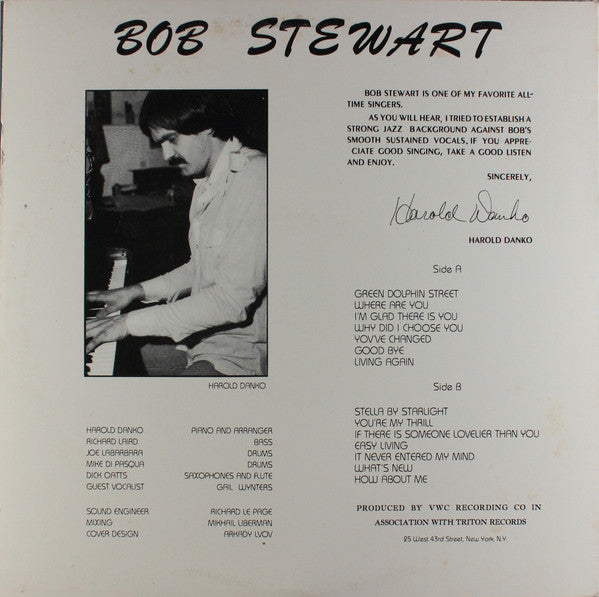 BOB STEWART
BOB STEWART IS ONE OF MY FAVORITE ALL-
TIME SINGERS.
AS YOU WILL HEAR, I TRIED TO ESTABLISH A
STRONG JAZZ BACKGROUND AGAINST BOB'S
SMOOTH SUSTAINED VOCALS. IF YOU APPRE-
CIATE GOOD SINGING, TAKE A GOOD LISTEN
AND ENJOY.
SINCERELY,
Harold Danko
HAROLD DANKO
Side A
GREEN DOLPHIN STREET
WHERE ARE YOU
I'M GLAD THERE IS YOU
WHY DID I CHOOSE YOU
YOV'VE CHANGED
GOOD BYE
LIVING AGAIN
HAROLD DANKO
Side B
STELLA BY STARLIGHT
YOU'RE MY THRILL
IF THERE IS SOMEONE LOVELIER THAN YOU
EASY LIVING
IT NEVER ENTERED MY MIND
WHAT'S NEW
HOW ABOUT ME
HAROLD DANKO PIANO AND ARRANGER
RICHARD LAIRD BASS
JOE LABARBARA DRUMS
MIKE DI PASQUA DRUMS
DICK OATTS SAXOPHONES AND FLUTE
GUEST VOCALIST GAIL WYNTERS
SOUND ENGINEER RICHARD LE PAGE
MIXING MIKHAIL LIBERMAN
COVER DESIGN ARKADY LVOV
PRODUCED BY VWC RECORDING CO IN
ASSOCIATION WITH TRITON RECORDS
25 West 43rd Street, New York, N.Y.